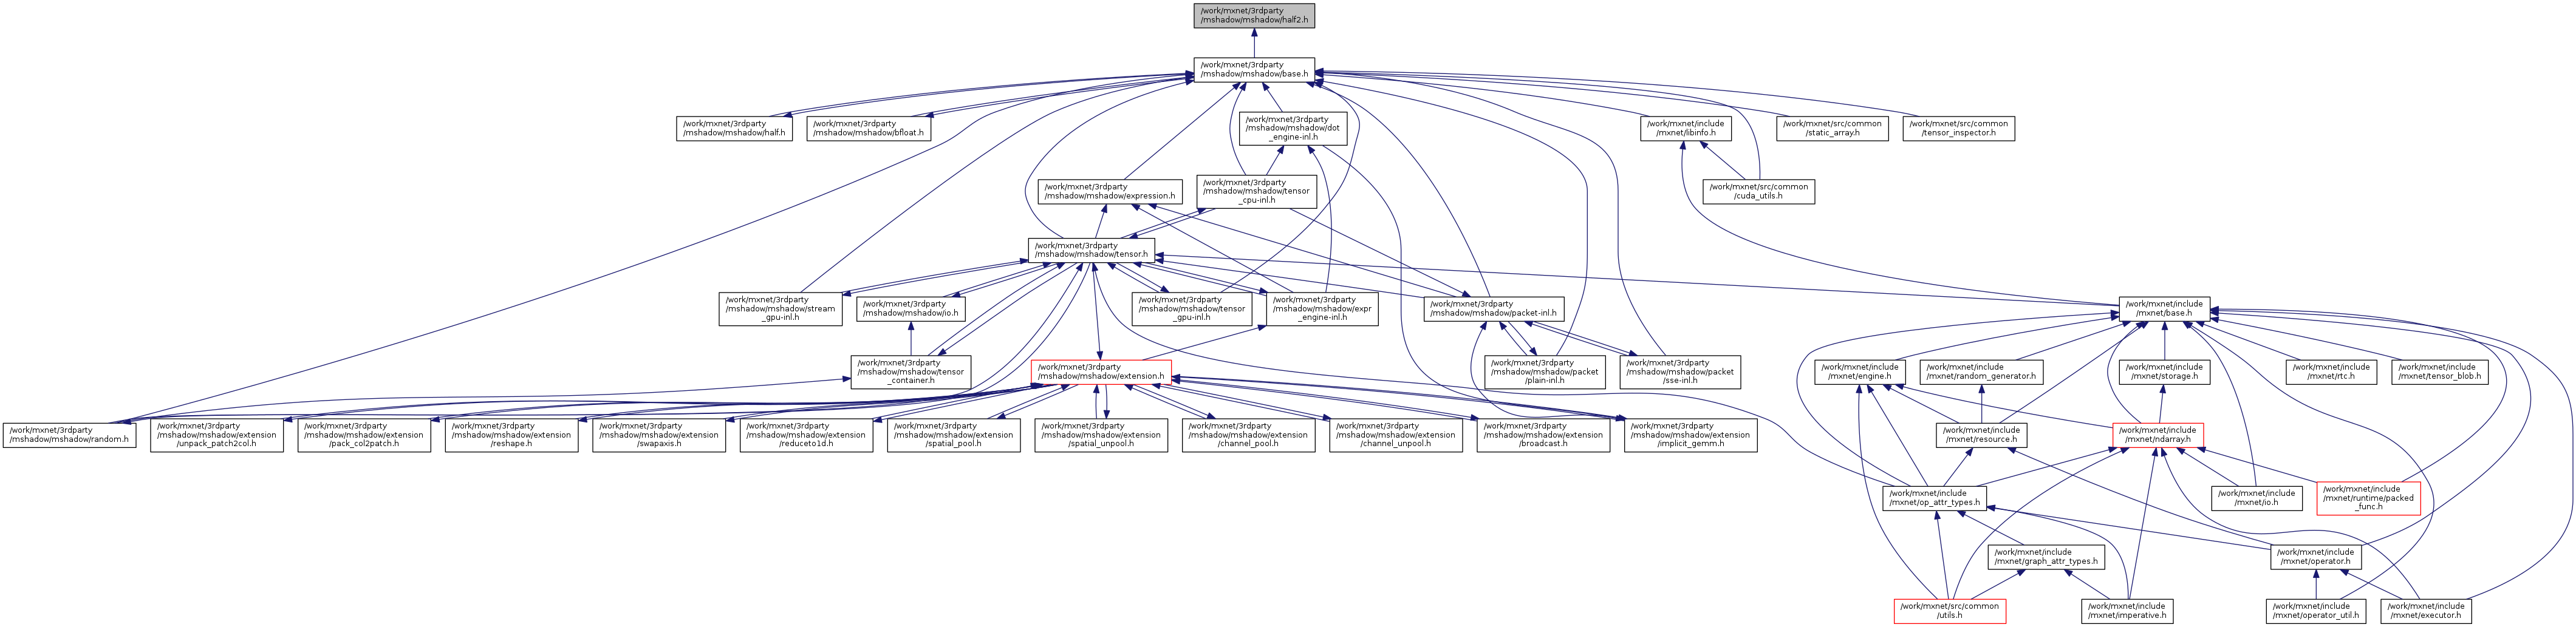 /work/mxnet/3rdparty
/mshadow/mshadow/half2.h
/work/mxnet/3rdparty
/mshadow/mshadow/base.h
/work/mxnet/3rdparty
/mshadow/mshadow/half.h
/work/mxnet/3rdparty
/mshadow/mshadow/bfloat.h
/work/mxnet/3rdparty
/mshadow/mshadow/dot
_engine-inl.h
/work/mxnet/include
/mxnet/libinfo.h
/work/mxnet/src/common
/static_array.h
/work/mxnet/src/common
/tensor_inspector.h
/work/mxnet/3rdparty
/mshadow/mshadow/expression.h
/work/mxnet/3rdparty
/mshadow/mshadow/tensor
_cpu-inl.h
/work/mxnet/src/common
/cuda_utils.h
/work/mxnet/3rdparty
/mshadow/mshadow/tensor.h
/work/mxnet/3rdparty
/mshadow/mshadow/stream
_gpu-inl.h
/work/mxnet/3rdparty
/mshadow/mshadow/io.h
/work/mxnet/3rdparty
/mshadow/mshadow/tensor
_gpu-inl.h
/work/mxnet/3rdparty
/mshadow/mshadow/expr
_engine-inl.h
/work/mxnet/3rdparty
/mshadow/mshadow/packet-inl.h
/work/mxnet/include
/mxnet/base.h
/work/mxnet/3rdparty
/mshadow/mshadow/tensor
_container.h
/work/mxnet/3rdparty
/mshadow/mshadow/extension.h
/work/mxnet/3rdparty
/mshadow/mshadow/packet
/plain-inl.h
/work/mxnet/3rdparty
/mshadow/mshadow/packet
/sse-inl.h
/work/mxnet/include
/mxnet/engine.h
/work/mxnet/include
/mxnet/random_generator.h
/work/mxnet/include
/mxnet/storage.h
/work/mxnet/include
/mxnet/rtc.h
/work/mxnet/include
/mxnet/tensor_blob.h
/work/mxnet/3rdparty
/mshadow/mshadow/random.h
/work/mxnet/3rdparty
/mshadow/mshadow/extension
/unpack_patch2col.h
/work/mxnet/3rdparty
/mshadow/mshadow/extension
/pack_col2patch.h
/work/mxnet/3rdparty
/mshadow/mshadow/extension
/reshape.h
/work/mxnet/3rdparty
/mshadow/mshadow/extension
/swapaxis.h
/work/mxnet/3rdparty
/mshadow/mshadow/extension
/reduceto1d.h
/work/mxnet/3rdparty
/mshadow/mshadow/extension
/spatial_pool.h
/work/mxnet/3rdparty
/mshadow/mshadow/extension
/spatial_unpool.h
/work/mxnet/3rdparty
/mshadow/mshadow/extension
/channel_pool.h
/work/mxnet/3rdparty
/mshadow/mshadow/extension
/channel_unpool.h
/work/mxnet/3rdparty
/mshadow/mshadow/extension
/broadcast.h
/work/mxnet/3rdparty
/mshadow/mshadow/extension
/implicit_gemm.h
/work/mxnet/include
/mxnet/resource.h
/work/mxnet/include
/mxnet/ndarray.h
/work/mxnet/include
/mxnet/op_attr_types.h
/work/mxnet/include
/mxnet/io.h
/work/mxnet/include
/mxnet/runtime/packed
_func.h
/work/mxnet/include
/mxnet/graph_attr_types.h
/work/mxnet/include
/mxnet/operator.h
/work/mxnet/src/common
/utils.h
/work/mxnet/include
/mxnet/imperative.h
/work/mxnet/include
/mxnet/operator_util.h
/work/mxnet/include
/mxnet/executor.h